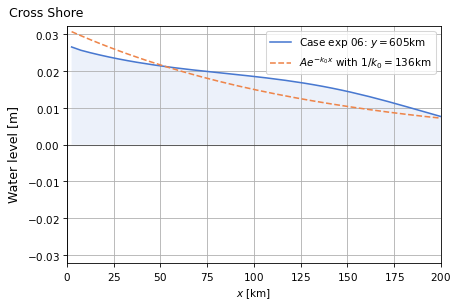 Cross Shore
Water level [m]
0.03
0.02
0.01
0.00
−0.01
−0.02
−0.03
Case exp 06: y = 605km
Ae^{-k_0x} with 1/k_0 = 136km
0 25 50 75 100 125 150 175 200
x [km]